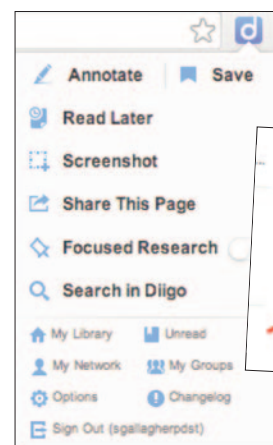 d
Annotate Save
Read Later
Screenshot
Share This Page
Focused Research
Search in Diigo
My Library Unread
My Network My Groups
Options Changelog
Sign Out (sgallagherpdst)